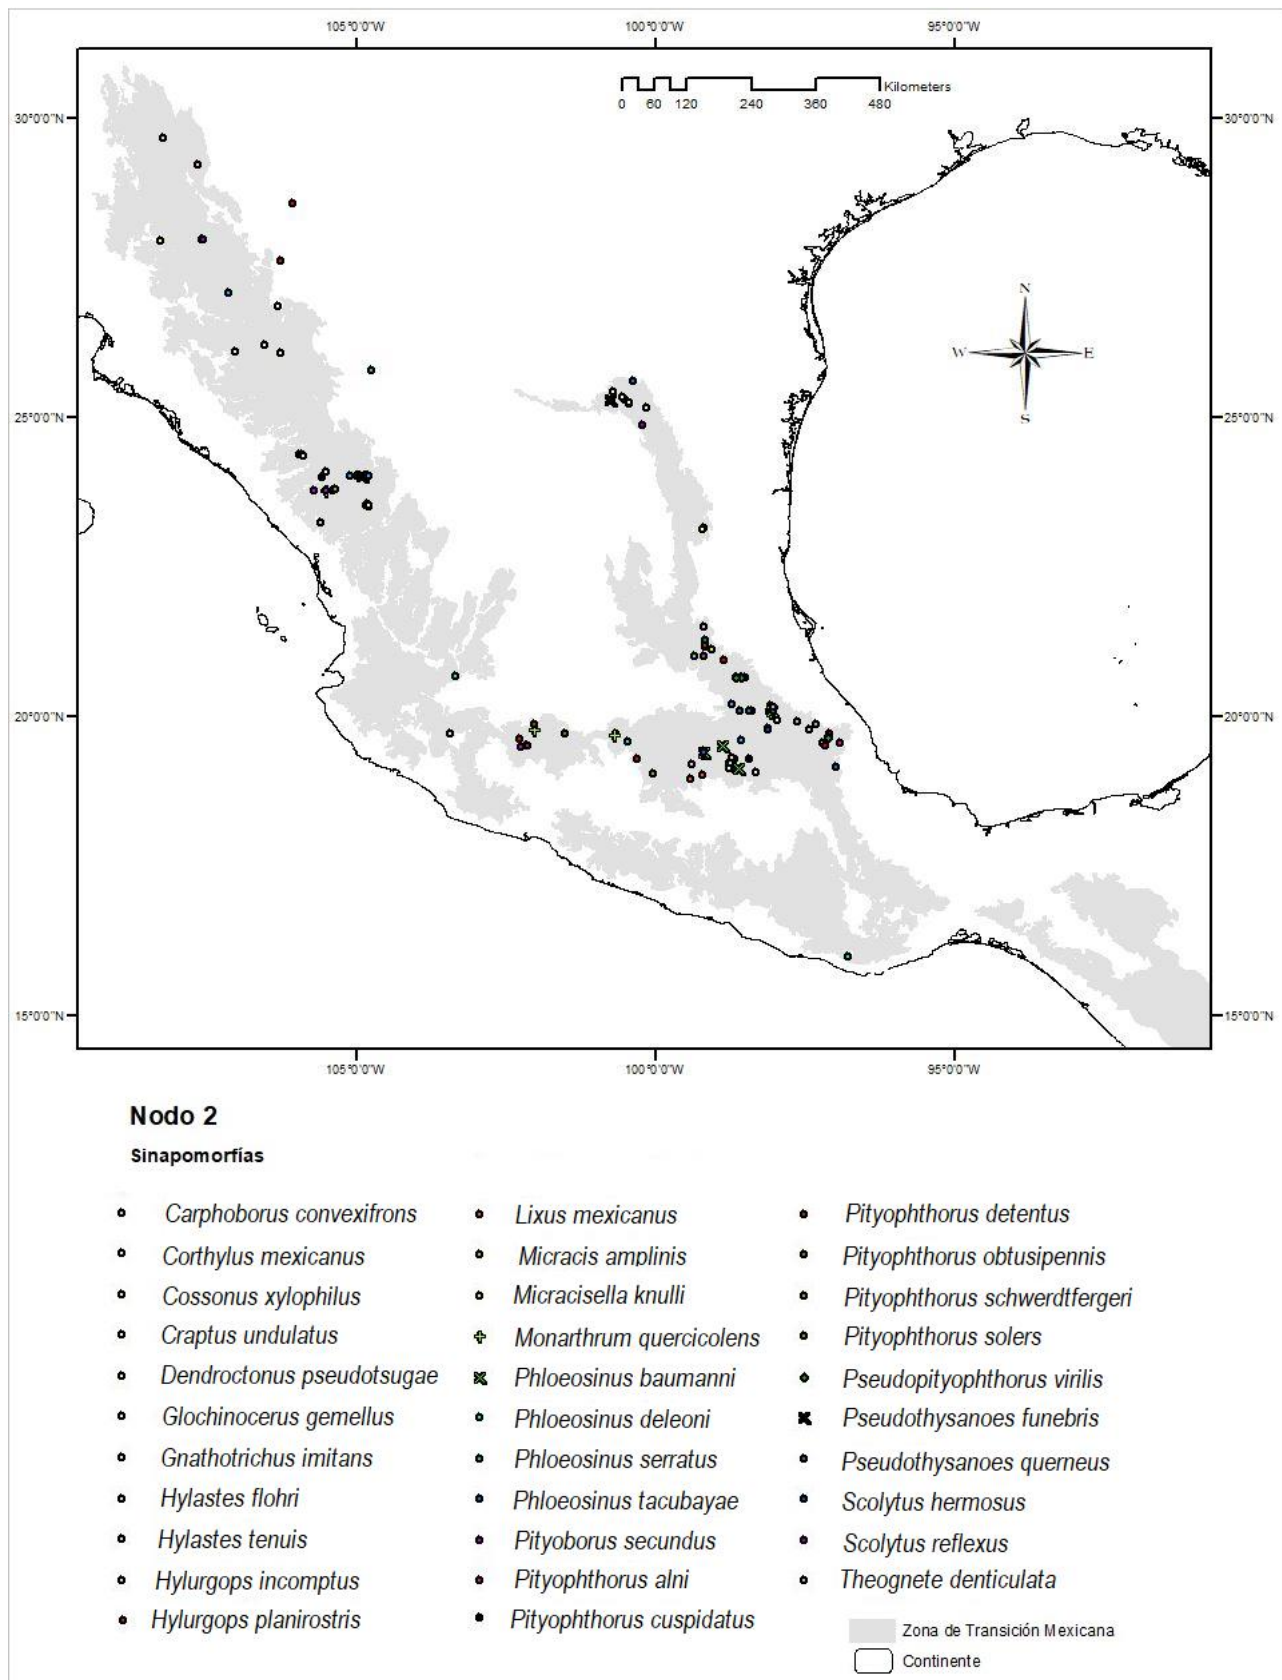 105°0'0"W 100°0'0"W 95°0'0"W
Kilometers
0 60 120 240 360 480
30°0'0"N 30°0'0"N
N
W E
S
25°0'0"N 25°0'0"N
20°0'0"N 20°0'0"N
15°0'0"N 15°0'0"N
105°0'0"W 100°0'0"W 95°0'0"W
Nodo 2
Sinapomorfías
Carphoborus convexifrons
Corthylus mexicanus
Cossonus xylophilus
Craptus undulatus
Dendroctonus pseudotsugae
Glochinocerus gemellus
Gnathotrichus imitans
Hylastes flohri
Hylastes tenuis
Hylurgops incomptus
Hylurgops planirostris
Lixus mexicanus
Micracis amplinis
Micracisella knulli
Monarthrum quercicolens
Phloeosinus baumanni
Phloeosinus deleoni
Phloeosinus serratus
Phloeosinus tacubayae
Pityoborus secundus
Pityophthorus alni
Pityophthorus cuspidatus
Pityophthorus detentus
Pityophthorus obtusipennis
Pityophthorus schwerdtfergeri
Pityophthorus solers
Pseudopityophthorus virilis
Pseudothysanoes funebris
Pseudothysanoes querneus
Scolytus hermosus
Scolytus reflexus
Theognete denticulata
Zona de Transición Mexicana
Continente